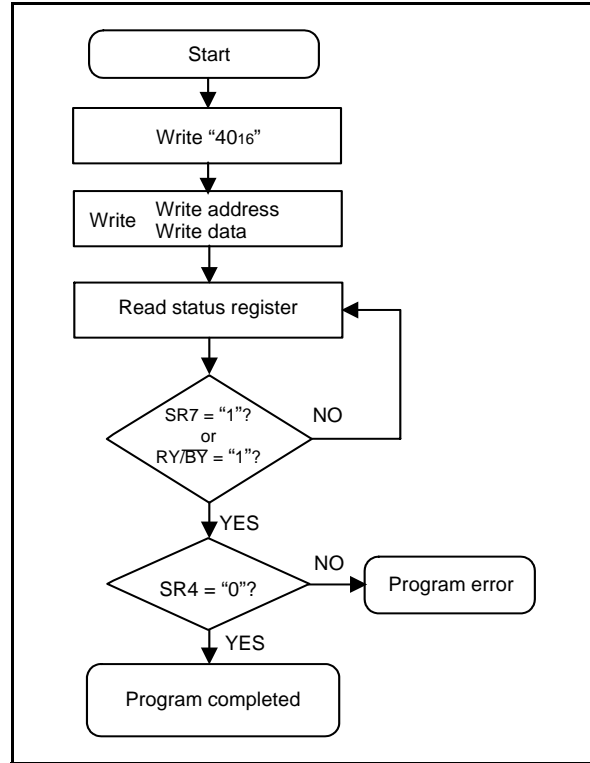 Start
Write “4016”
Write Write address
Write data
Read status register
SR7 = “1”?
or
RY/BY = “1”?
NO
YES
SR4 = “0”?
NO
Program error
YES
Program completed